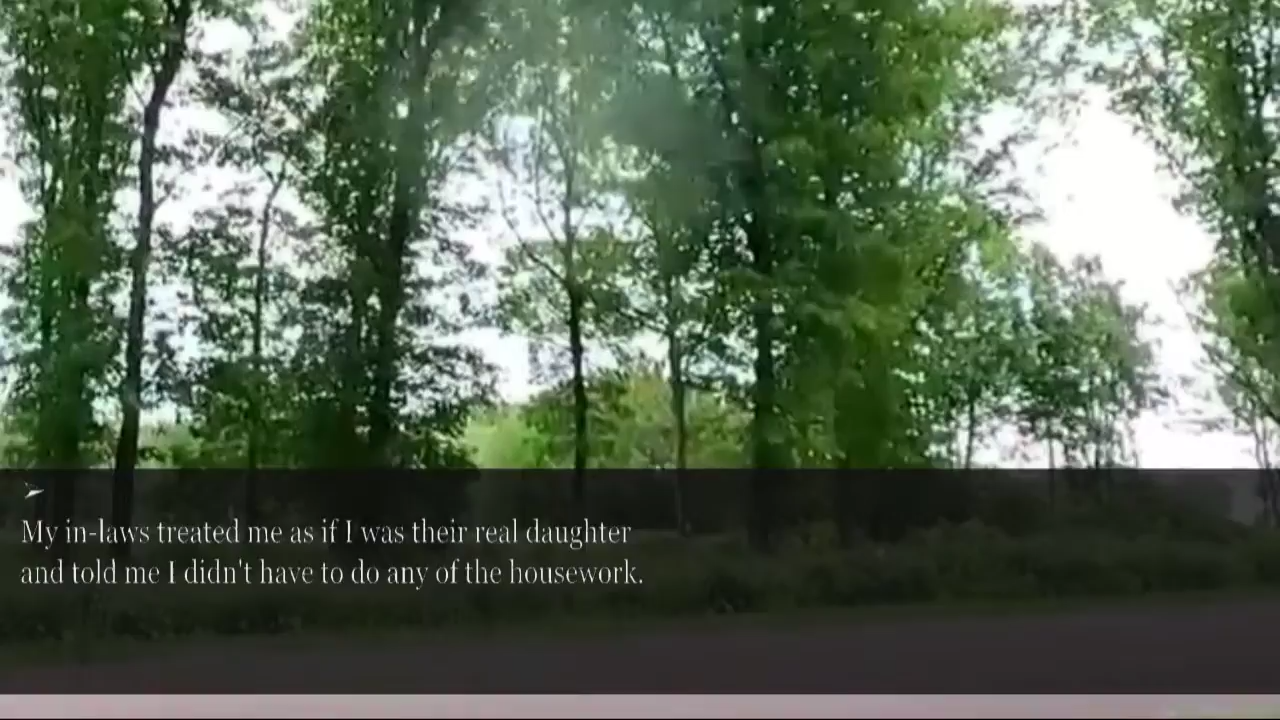 My in-laws treated me as if I was their real daughter
and told me I didn't have to do any of the housework.